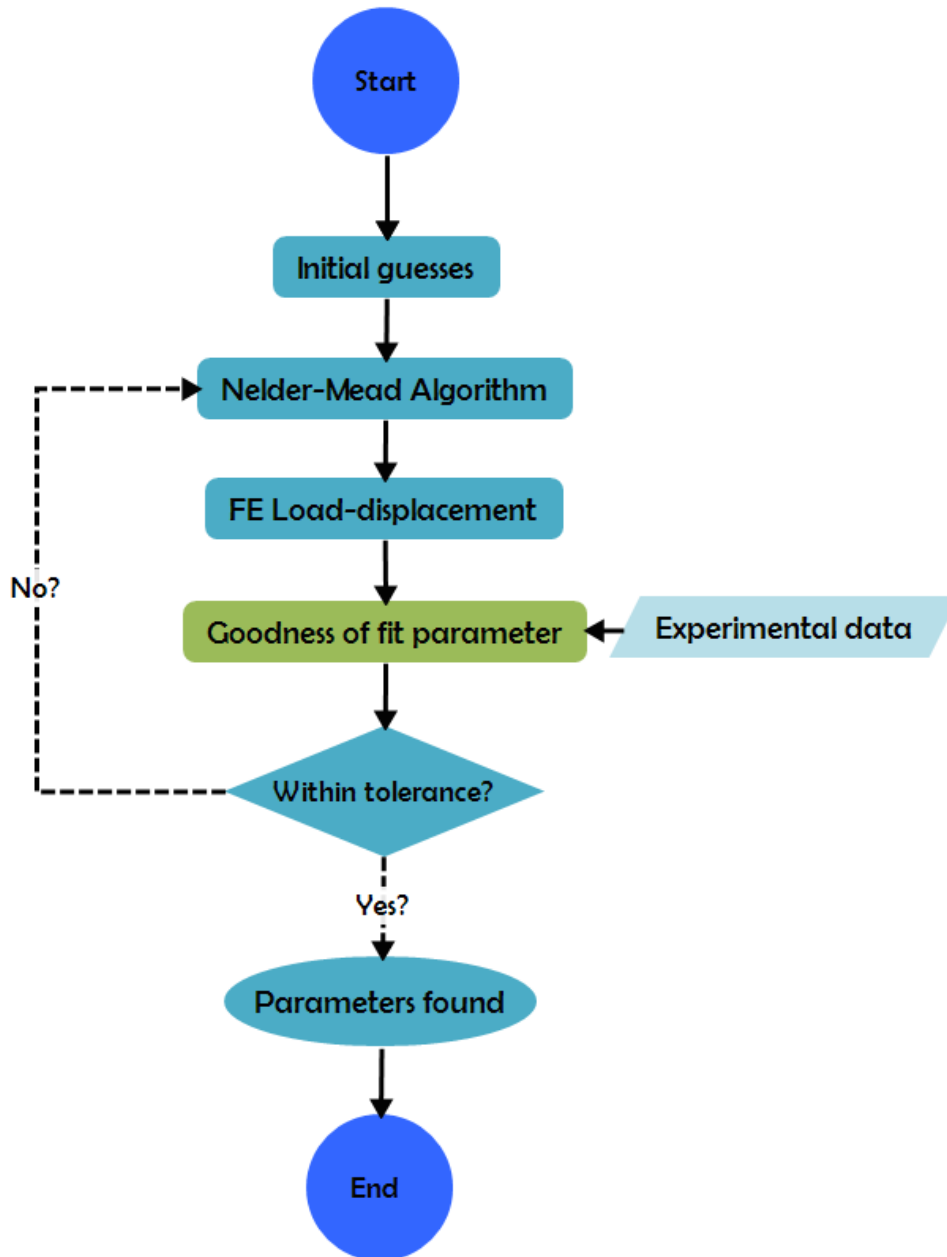 Start
Initial guesses
Nelder-Mead Algorithm
FE Load-displacement
No?
Goodness of fit parameter
Experimental data
Within tolerance?
Yes?
Parameters found
End